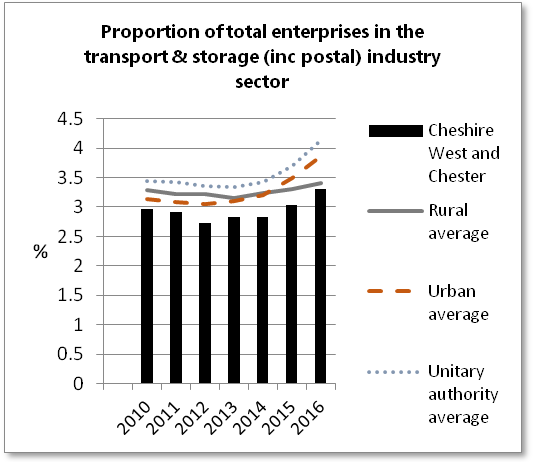 Proportion of total enterprises in the
transport & storage (inc postal) industry
sector
4.5
4
3.5
3
2.5
2
1.5
1
0.5
0
%
2010
2011
2012
2013
2014
2015
2016
Cheshire
West and
Chester
Rural
average
Urban
average
Unitary
authority
average